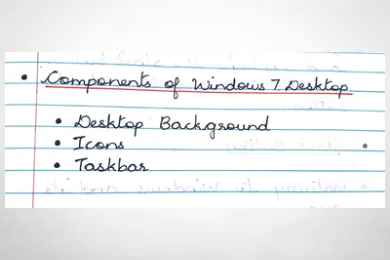 • Components of Windows 7 Desktop
• Desktop Background
• Icons
• Taskbar